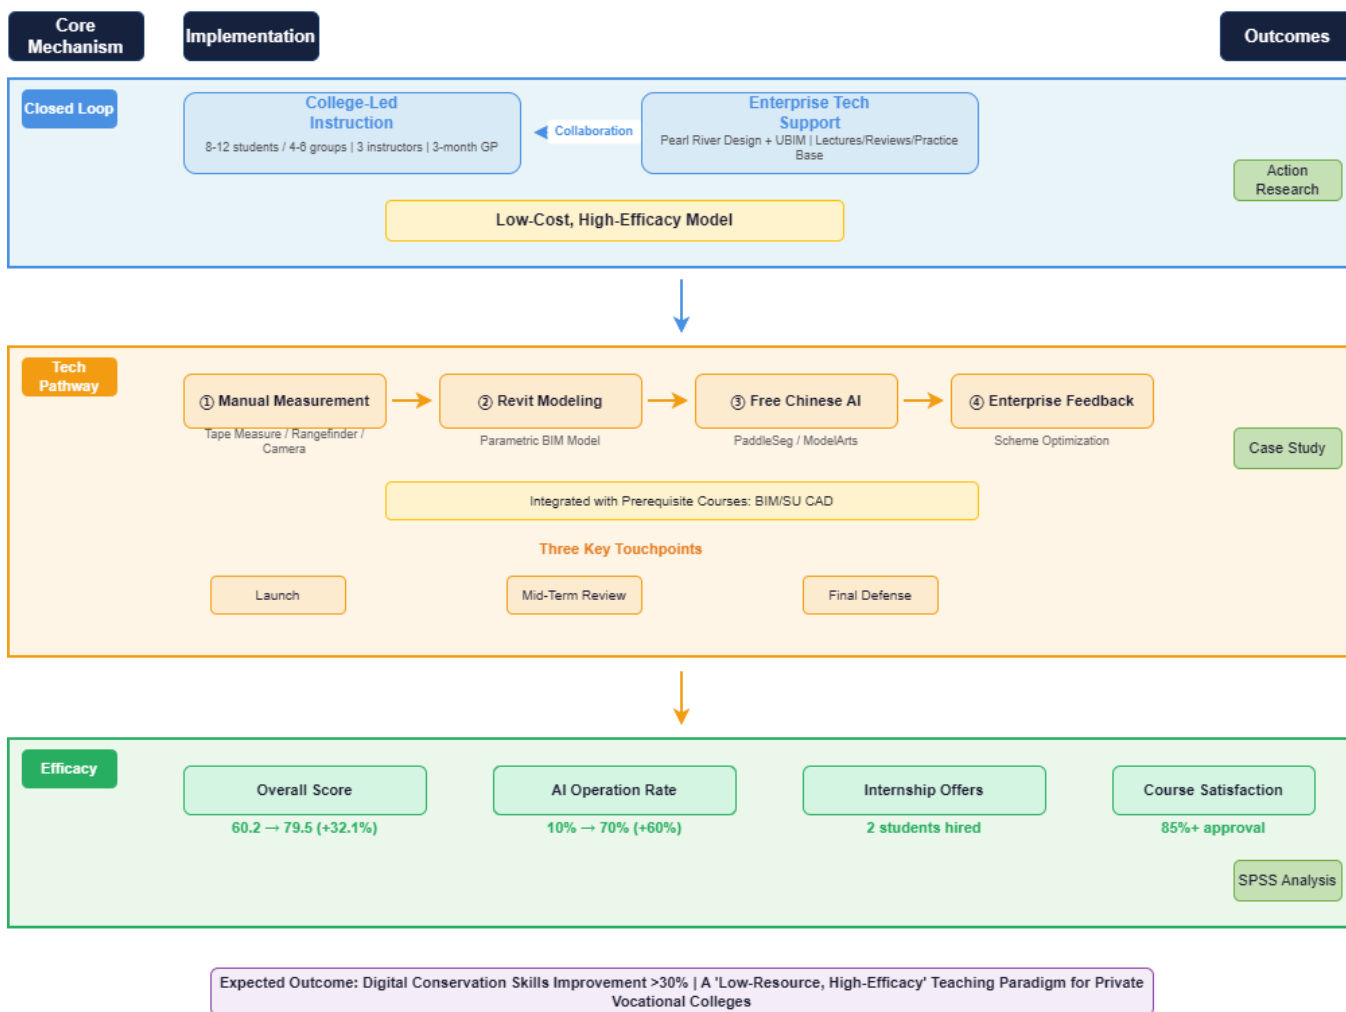 Core
Mechanism
Implementation
Outcomes
Closed Loop
College-Led
Instruction
8-12 students / 4-6 groups | 3 instructors | 3-month GP
Collaboration
Enterprise Tech
Support
Pearl River Design + UBIM | Lectures/Reviews/Practice
Base
Action
Research
Low-Cost, High-Efficacy Model
Tech
Pathway
① Manual Measurement
Tape Measure / Rangefinder /
Camera
② Revit Modeling
Parametric BIM Model
③ Free Chinese AI
PaddleSeg / ModelArts
④ Enterprise Feedback
Scheme Optimization
Case Study
Integrated with Prerequisite Courses: BIM/SU CAD
Three Key Touchpoints
Launch
Mid-Term Review
Final Defense
Efficacy
Overall Score
60.2 → 79.5 (+32.1%)
AI Operation Rate
10% → 70% (+60%)
Internship Offers
2 students hired
Course Satisfaction
85%+ approval
SPSS Analysis
Expected Outcome: Digital Conservation Skills Improvement >30% | A 'Low-Resource, High-Efficacy' Teaching Paradigm for Private
Vocational Colleges